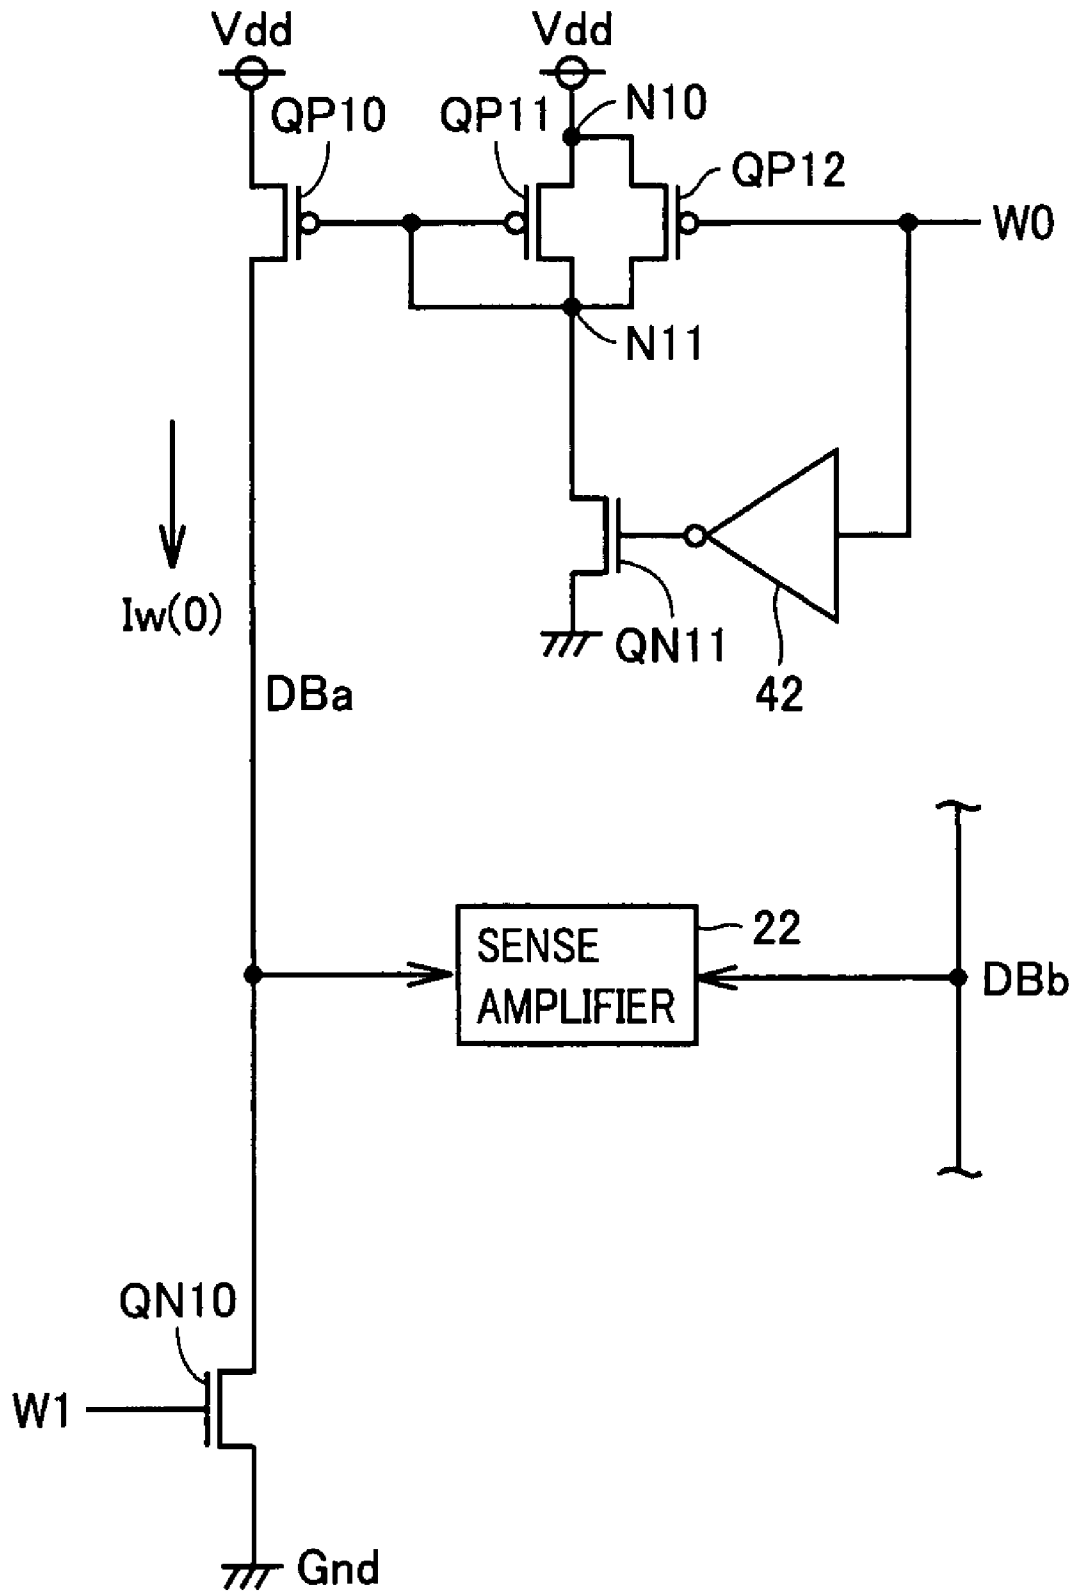 Vdd
Vdd
QP10
QP11
N10
QP12
W0
N11
Iw(0)
QN11
42
DBa
SENSE
AMPLIFIER
22
DBb
QN10
W1
Gnd